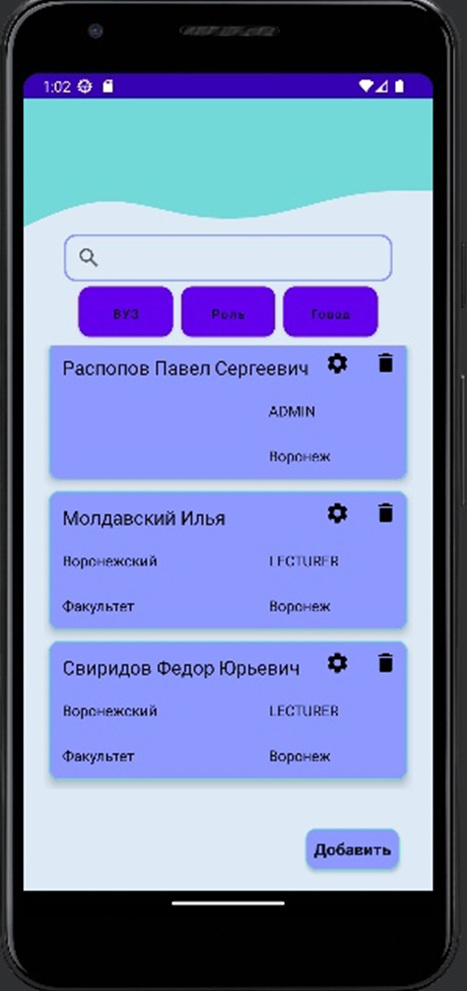 1:02
ВУЗ Роль Город
Распопов Павел Сергеевич
ADMIN
Воронеж
Молдавский Илья
Воронежский LECTURER
Факультет Воронеж
Свиридов Федор Юрьевич
Воронежский LECTURER
Факультет Воронеж
Добавить